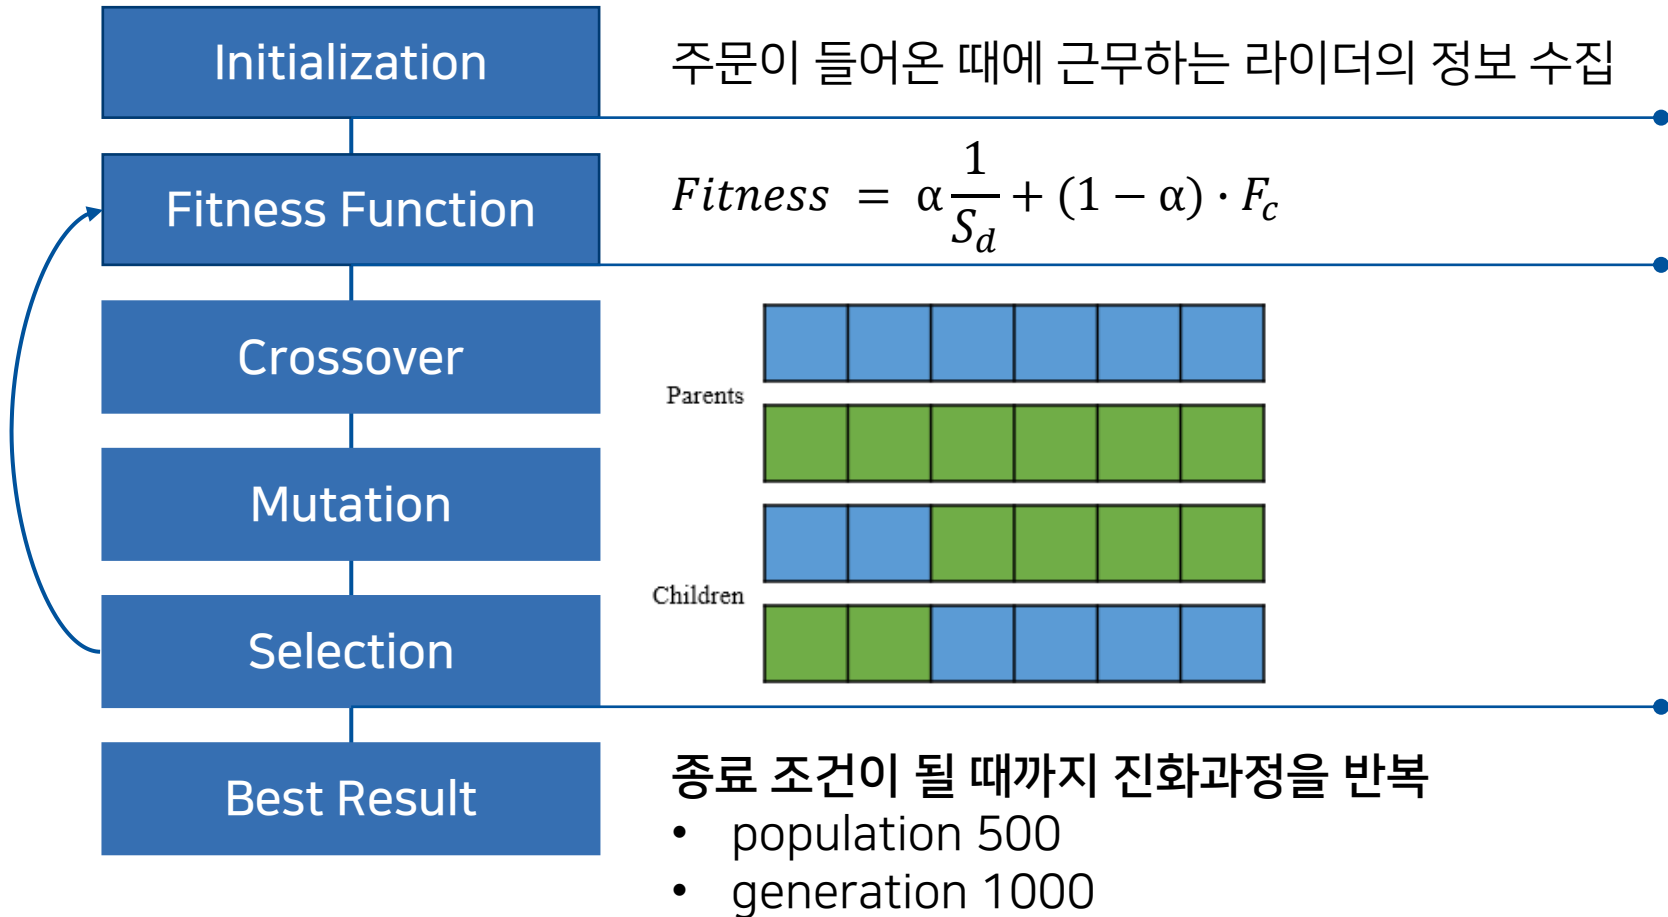 Initialization
주문이 들어온 때에 근무하는 라이더의 정보 수집
Fitness Function
Fitness = α 1/S_d + (1 − α) · F_c
Crossover
Mutation
Selection
Parents
Children
Best Result
종료 조건이 될 때까지 진화과정을 반복
• population 500
• generation 1000